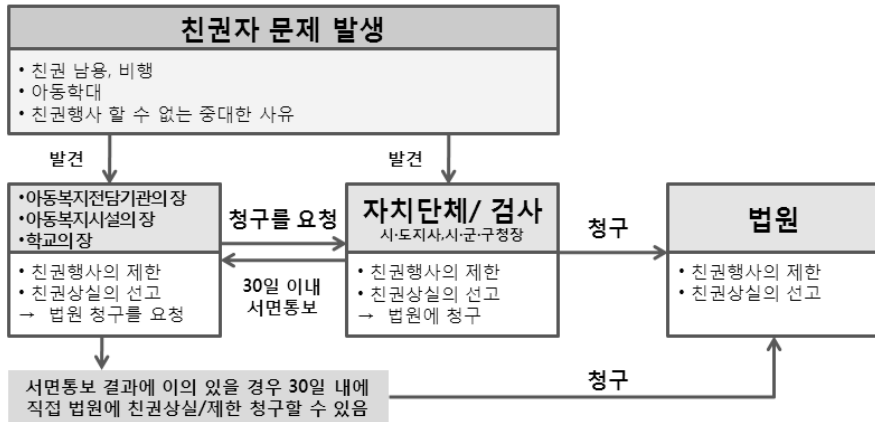 친권자 문제 발생
• 친권 남용, 비행
• 아동학대
• 친권행사 할 수 없는 중대한 사유
발견
발견
•아동복지전담기관의 장
•아동복지시설의 장
•학교의 장
• 친권행사의 제한
• 친권상실의 선고
→ 법원 청구를 요청
청구를 요청
30일 이내
서면통보
자치단체/ 검사
시·도지사,시·군·구청장
• 친권행사의 제한
• 친권상실의 선고
→ 법원에 청구
청구
법원
• 친권행사의 제한
• 친권상실의 선고
서면통보 결과에 이의 있을 경우 30일 내에
직접 법원에 친권상실/제한 청구할 수 있음
청구